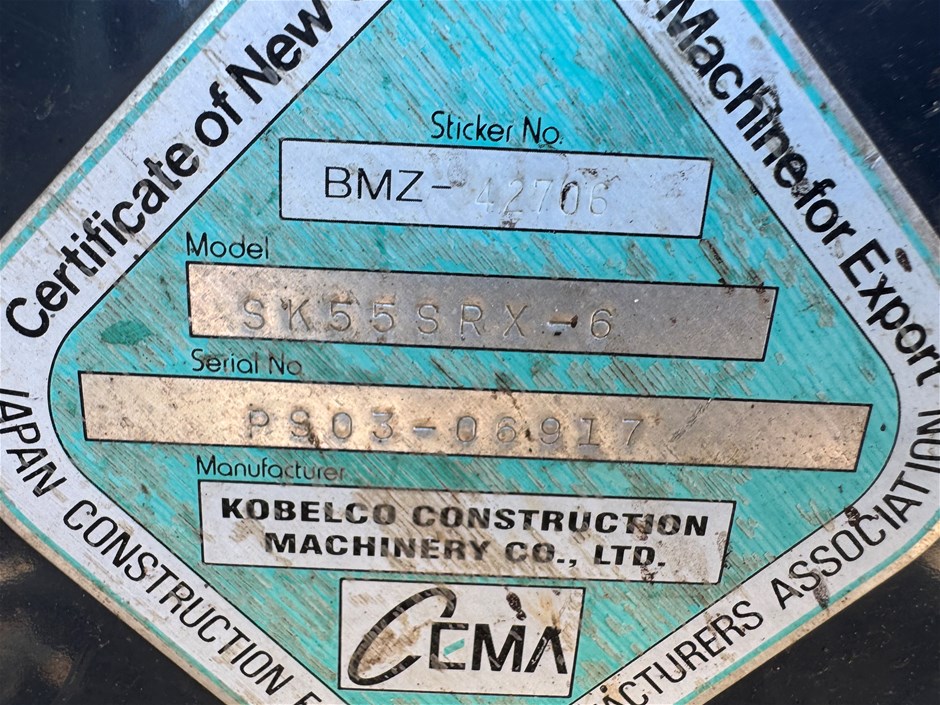 Certificate of New
Machine for Export
Sticker No.
BMZ-42706
Model
SK55SRX-6
Serial No
PS03-06917
Manufacturer
KOBELCO CONSTRUCTION
MACHINERY CO., LTD.
CEMA
JAPAN CONSTRUCTION
ASSOCIATION